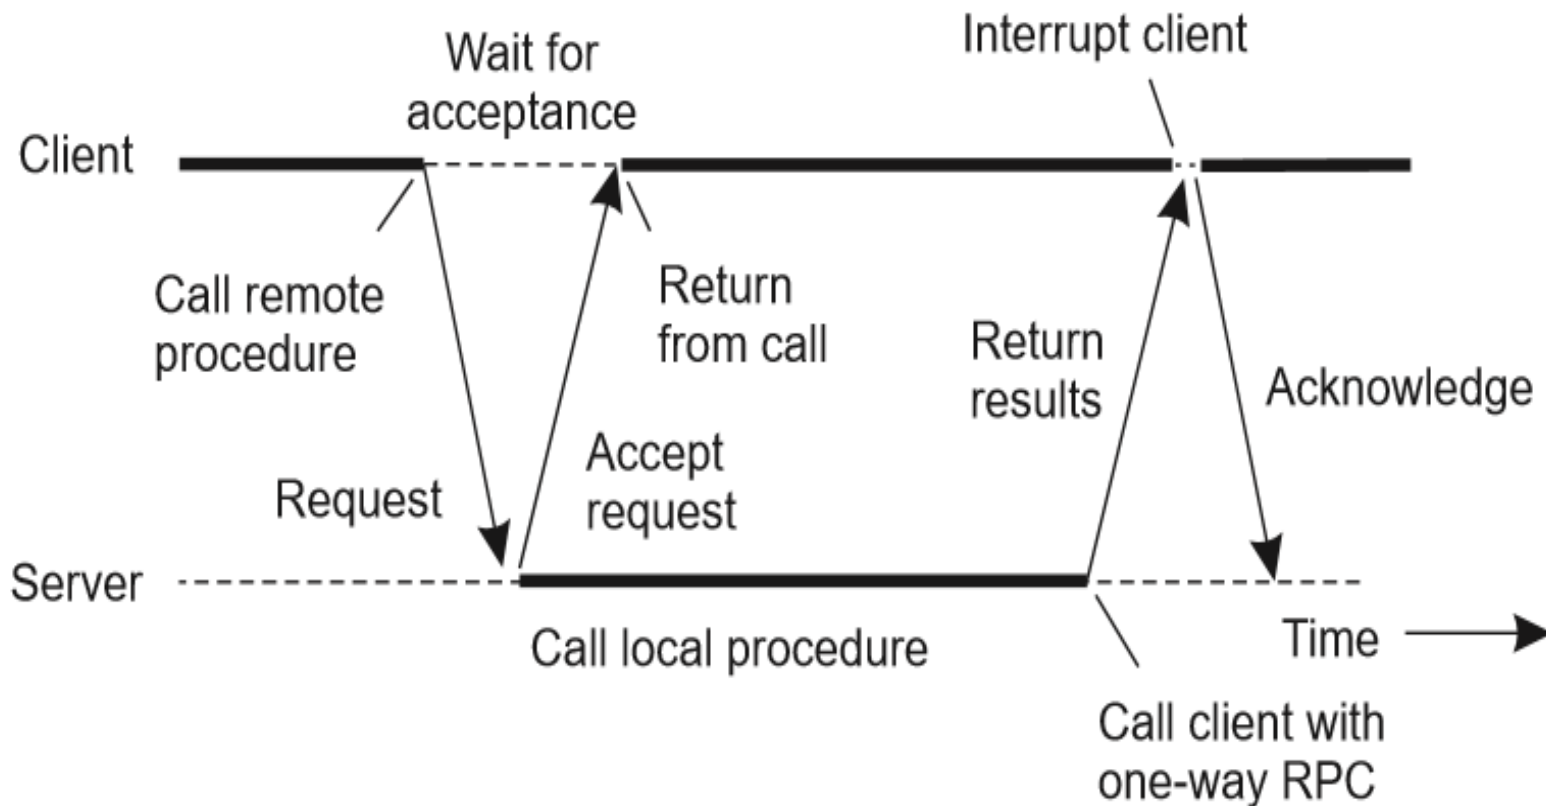 Wait for
acceptance
Interrupt client
Client
Call remote
procedure
Return
from call
Return
results
Acknowledge
Request
Accept
request
Server
Call local procedure
Time
Call client with
one-way RPC